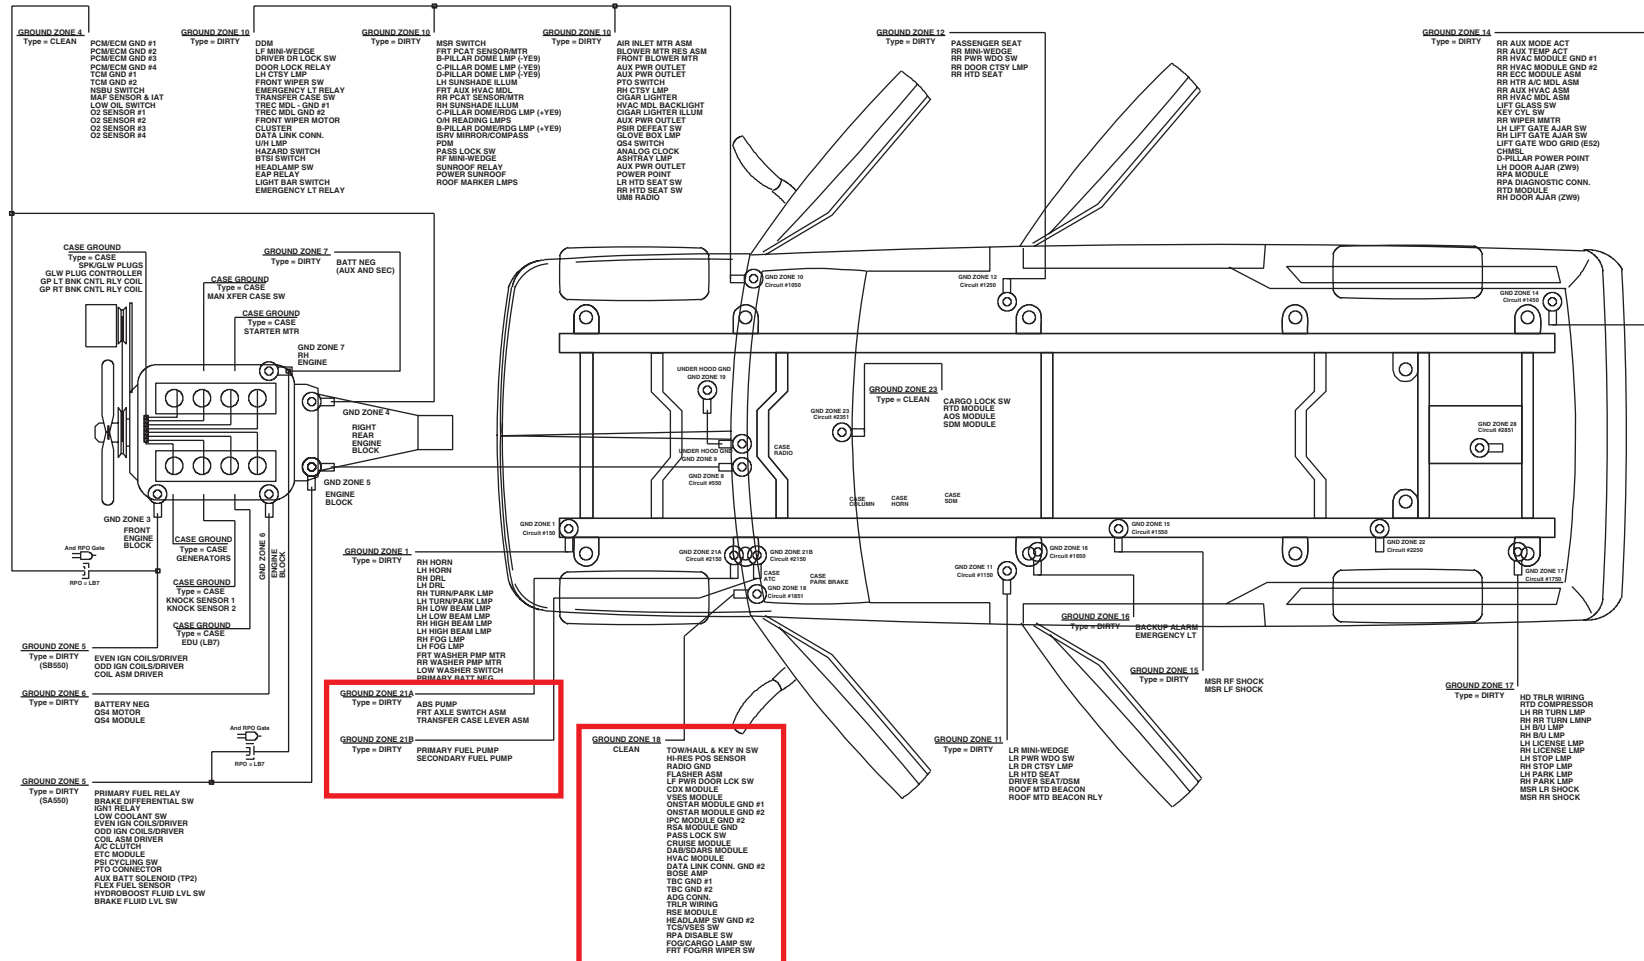 GROUND ZONE 4
Type = CLEAN
PCM/ECM GND #1
PCM/ECM GND #2
PCM/ECM GND #3
PCM/ECM GND #4
TCM GND #1
TCM GND #2
NSBU SWITCH
MAF SENSOR & IAT
LOW OIL SWITCH
O2 SENSOR #1
O2 SENSOR #2
O2 SENSOR #3
O2 SENSOR #4
GROUND ZONE 10
Type = DIRTY
DDM
LF MINI-WEDGE
DRIVER DR LOCK SW
DOOR LOCK RELAY
LH CTSY LMP
FRONT WIPER SW
EMERGENCY LT RELAY
TRANSFER CASE SW
TREC MDL - GND #1
TREC MDL GND #2
FRONT WIPER MOTOR
CLUSTER
DATA LINK CONN.
U/H LMP
HAZARD SWITCH
BTSI SWITCH
HEADLAMP SW
EAP RELAY
LIGHT BAR SWITCH
EMERGENCY LT RELAY
GROUND ZONE 10
Type = DIRTY
MSR SWITCH
FRT PCAT SENSOR/MTR
B-PILLAR DOME LMP (-YE9)
C-PILLAR DOME LMP (-YE9)
D-PILLAR DOME LMP (-YE9)
LH SUNSHADE ILLUM
FRT AUX HVAC MDL
RR PCAT SENSOR/MTR
RH SUNSHADE ILLUM
C-PILLAR DOME/RDG LMP (+YE9)
O/H READING LMPS
B-PILLAR DOME/RDG LMP (+YE9)
ISRV MIRROR/COMPASS
PDM
PASS LOCK SW
RF MINI-WEDGE
SUNROOF RELAY
POWER SUNROOF
ROOF MARKER LMPS
GROUND ZONE 10
Type = DIRTY
AIR INLET MTR ASM
BLOWER MTR RES ASM
FRONT BLOWER MTR
AUX PWR OUTLET
AUX PWR OUTLET
PTO SWITCH
RH CTSY LMP
CIGAR LIGHTER
HVAC MDL BACKLIGHT
CIGAR LIGHTER ILLUM
AUX PWR OUTLET
PSIR DEFEAT SW
GLOVE BOX LMP
QS4 SWITCH
ANALOG CLOCK
ASHTRAY LMP
AUX PWR OUTLET
POWER POINT
LR HTD SEAT SW
RR HTD SEAT SW
UM8 RADIO
GROUND ZONE 12
Type = DIRTY
PASSENGER SEAT
RR MINI-WEDGE
RR PWR WDO SW
RR DOOR CTSY LMP
RR HTD SEAT
GROUND ZONE 14
Type = DIRTY
RR AUX MODE ACT
RR AUX TEMP ACT
RR HVAC MODULE GND #1
RR HVAC MODULE GND #2
RR ECC MODULE ASM
RR HTR A/C MDL ASM
RR AUX HVAC ASM
RR HVAC MDL ASM
LIFT GLASS SW
KEY CYL SW
RR WIPER MMTR
LH LIFT GATE AJAR SW
RH LIFT GATE AJAR SW
LIFT GATE WDO GRID (E52)
CHMSL
D-PILLAR POWER POINT
LH DOOR AJAR (ZW9)
RPA MODULE
RPA DIAGNOSTIC CONN.
RTD MODULE
RH DOOR AJAR (ZW9)
CASE GROUND
Type = CASE
SPK/GLW PLUGS
GLW PLUG CONTROLLER
GP LT BNK CNTL RLY COIL
GP RT BNK CNTL RLY COIL
GROUND ZONE 7
Type = DIRTY
BATT NEG
(AUX AND SEC)
CASE GROUND
Type = CASE
MAN XFER CASE SW
CASE GROUND
Type = CASE
STARTER MTR
GND ZONE 7
RH
ENGINE
GND ZONE 4
RIGHT
REAR
ENGINE
BLOCK
GND ZONE 5
ENGINE
BLOCK
GND ZONE 3
FRONT
ENGINE
BLOCK
GND ZONE 6
ENGINE
BLOCK
And RPO Gate
RPO = LB7
CASE GROUND
Type = CASE
GENERATORS
CASE GROUND
Type = CASE
KNOCK SENSOR 1
KNOCK SENSOR 2
CASE GROUND
Type = CASE
EDU (LB7)
GND ZONE 10
Circuit #1050
GND ZONE 12
Circuit #1250
GND ZONE 14
Circuit #1450
UNDER HOOD GND
GND ZONE 19
GROUND ZONE 23
Type = CLEAN
CARGO LOCK SW
RTD MODULE
AOS MODULE
SDM MODULE
GND ZONE 23
Circuit #2351
UNDER HOOD GND
GND ZONE 9
GND ZONE 8
Circuit #550
CASE
RADIO
GND ZONE 28
Circuit #2851
CASE
COLUMN
CASE
HORN
CASE
SDM
GND ZONE 1
Circuit #150
GND ZONE 15
Circuit #1550
GND ZONE 22
Circuit #2250
GND ZONE 21A
Circuit #2150
GND ZONE 21B
Circuit #2150
GND ZONE 16
Circuit #1650
GND ZONE 11
Circuit #1150
GND ZONE 17
Circuit #1750
CASE
ATC
CASE
PARK BRAKE
GND ZONE 18
Circuit #1851
GROUND ZONE 1
Type = DIRTY
RH HORN
LH HORN
RH DRL
LH DRL
RH TURN/PARK LMP
LH TURN/PARK LMP
RH LOW BEAM LMP
LH LOW BEAM LMP
RH HIGH BEAM LMP
LH HIGH BEAM LMP
RH FOG LMP
LH FOG LMP
FRT WASHER PMP MTR
RR WASHER PMP MTR
LOW WASHER SWITCH
PRIMARY BATT NEG
GROUND ZONE 5
Type = DIRTY
(SB550)
EVEN IGN COILS/DRIVER
ODD IGN COILS/DRIVER
COIL ASM DRIVER
GROUND ZONE 6
Type = DIRTY
BATTERY NEG
QS4 MOTOR
QS4 MODULE
And RPO Gate
RPO = LB7
GROUND ZONE 5
Type = DIRTY
(SA550)
PRIMARY FUEL RELAY
BRAKE DIFFERENTIAL SW
IGN1 RELAY
LOW COOLANT SW
EVEN IGN COILS/DRIVER
ODD IGN COILS/DRIVER
COIL ASM DRIVER
A/C CLUTCH
ETC MODULE
PSI CYCLING SW
PTO CONNECTOR
AUX BATT SOLENOID (TP2)
FLEX FUEL SENSOR
HYDROBOOST FLUID LVL SW
BRAKE FLUID LVL SW
GROUND ZONE 21A
Type = DIRTY
ABS PUMP
FRT AXLE SWITCH ASM
TRANSFER CASE LEVER ASM
GROUND ZONE 21B
Type = DIRTY
PRIMARY FUEL PUMP
SECONDARY FUEL PUMP
GROUND ZONE 18
CLEAN
TOW/HAUL & KEY IN SW
HI-RES POS SENSOR
RADIO GND
FLASHER ASM
LF PWR DOOR LCK SW
CDX MODULE
VSES MODULE
ONSTAR MODULE GND #1
ONSTAR MODULE GND #2
IPC MODULE GND #2
RSA MODULE GND
PASS LOCK SW
CRUISE MODULE
DAB/SDARS MODULE
HVAC MODULE
DATA LINK CONN. GND #2
BOSE AMP
TBC GND #1
TBC GND #2
ADG CONN.
TRLR WIRING
RSE MODULE
HEADLAMP SW GND #2
TCS/VSES SW
RPA DISABLE SW
FOG/CARGO LAMP SW
FRT FOG/RR WIPER SW
GROUND ZONE 11
Type = DIRTY
LR MINI-WEDGE
LR PWR WDO SW
LR DR CTSY LMP
LR HTD SEAT
DRIVER SEAT/DSM
ROOF MTD BEACON
ROOF MTD BEACON RLY
GROUND ZONE 16
Type = DIRTY
BACKUP ALARM
EMERGENCY LT
GROUND ZONE 15
Type = DIRTY
MSR RF SHOCK
MSR LF SHOCK
GROUND ZONE 17
Type = DIRTY
HD TRLR WIRING
RTD COMPRESSOR
LH RR TURN LMP
RH RR TURN LMNP
LH B/U LMP
RH B/U LMP
LH LICENSE LMP
RH LICENSE LMP
LH STOP LMP
RH STOP LMP
LH PARK LMP
RH PARK LMP
MSR LR SHOCK
MSR RR SHOCK